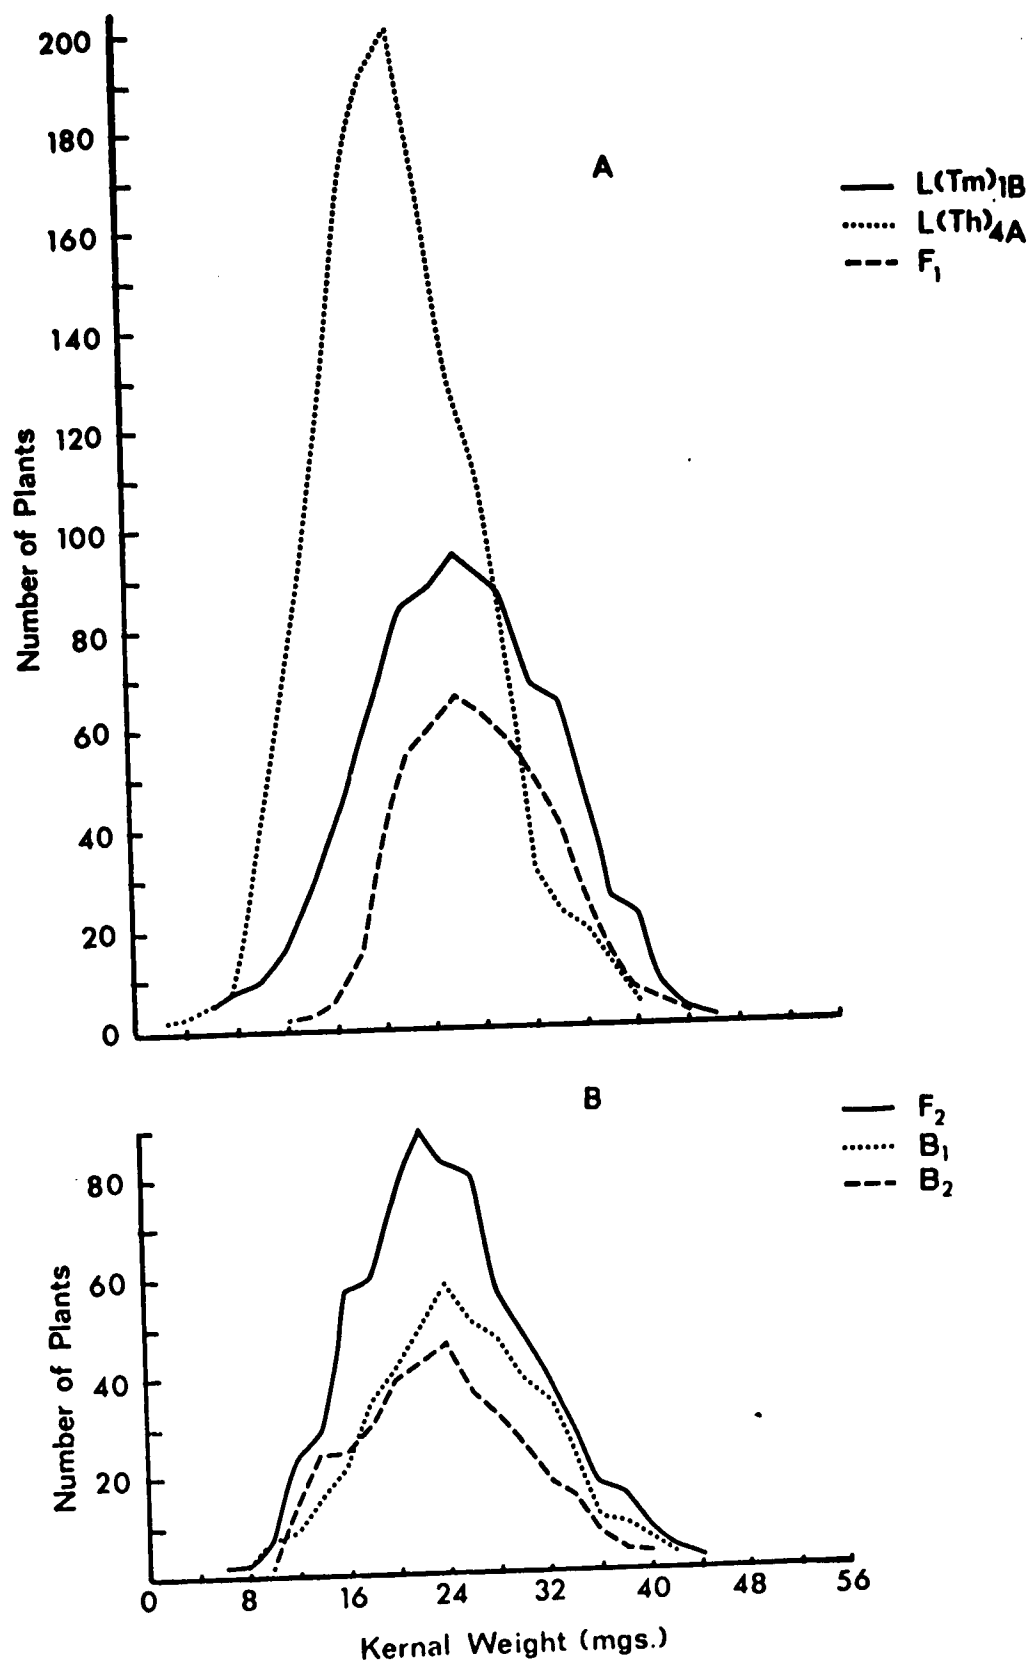 200
180
160
140
120
100
80
60
40
20
0
Number of Plants
A
L(Tm)1B
L(Th)4A
F1
B
F2
B1
B2
80
60
40
20
Number of Plants
0 8 16 24 32 40 48 56
Kernal Weight (mgs.)